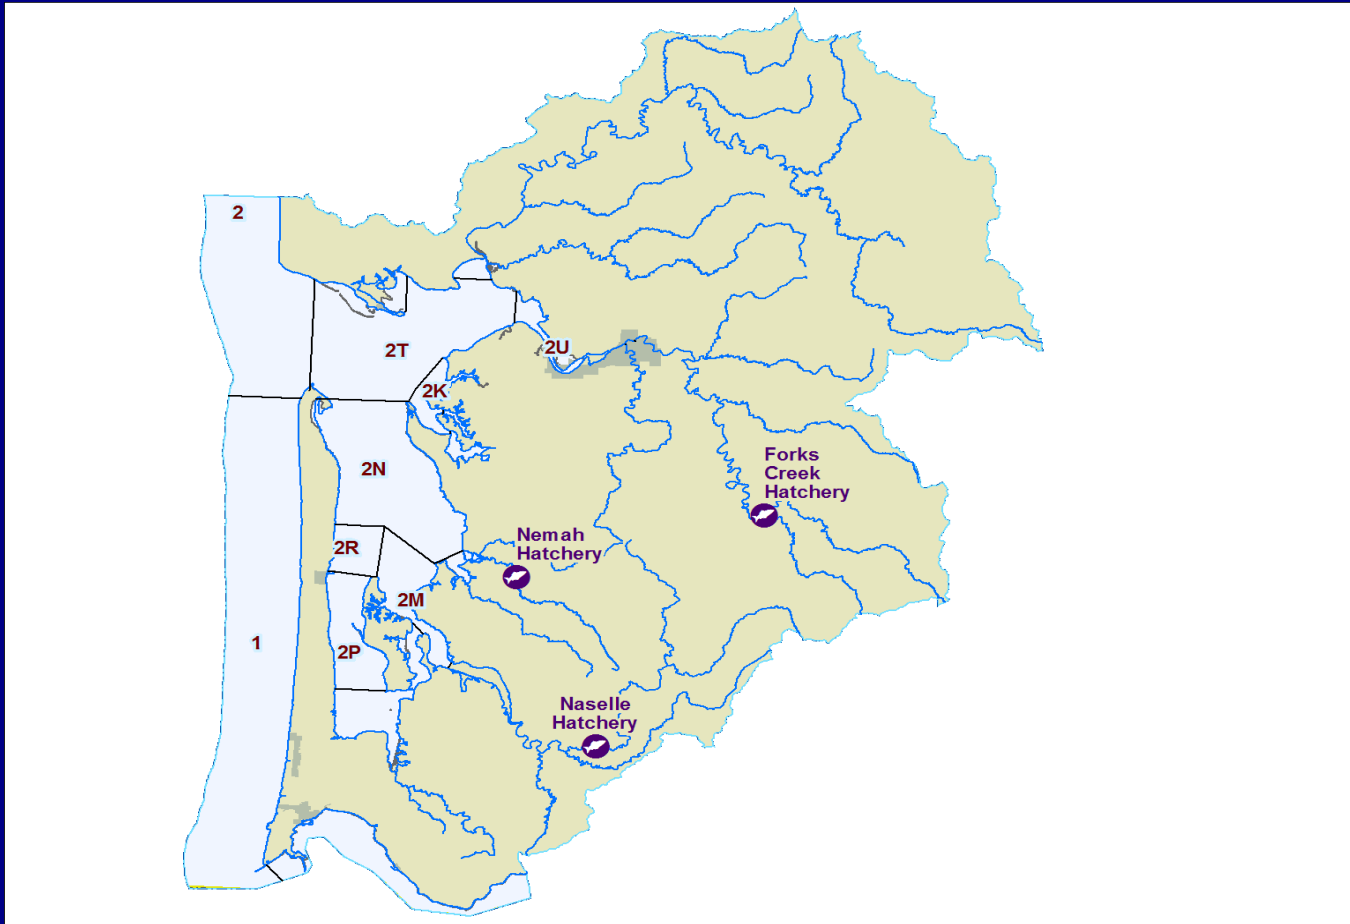 2
2T
2U
2K
2N
Forks
Creek
Hatchery
2R
Nemah
Hatchery
2M
1
2P
Naselle
Hatchery